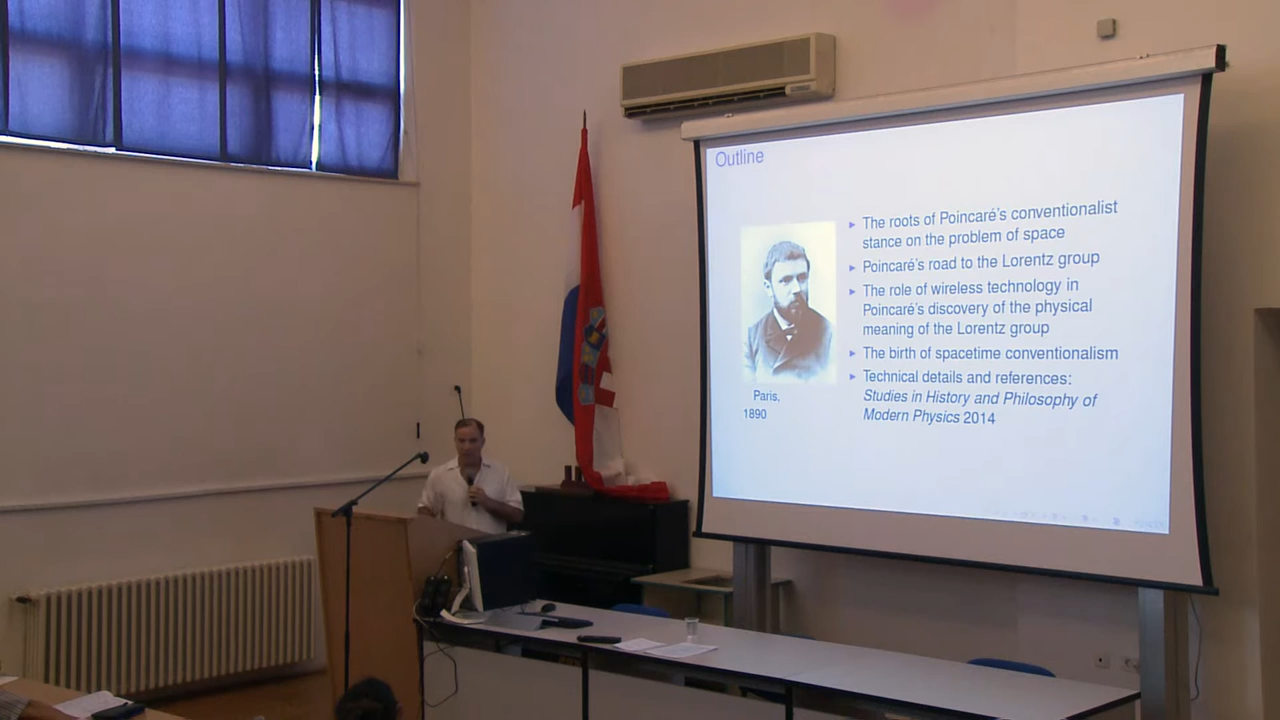 Outline
The roots of Poincaré's conventionalist
stance on the problem of space
Poincaré's road to the Lorentz group
The role of wireless technology in
Poincaré's discovery of the physical
meaning of the Lorentz group
The birth of spacetime conventionalism
Technical details and references:
Studies in History and Philosophy of
Modern Physics 2014
Paris,
1890